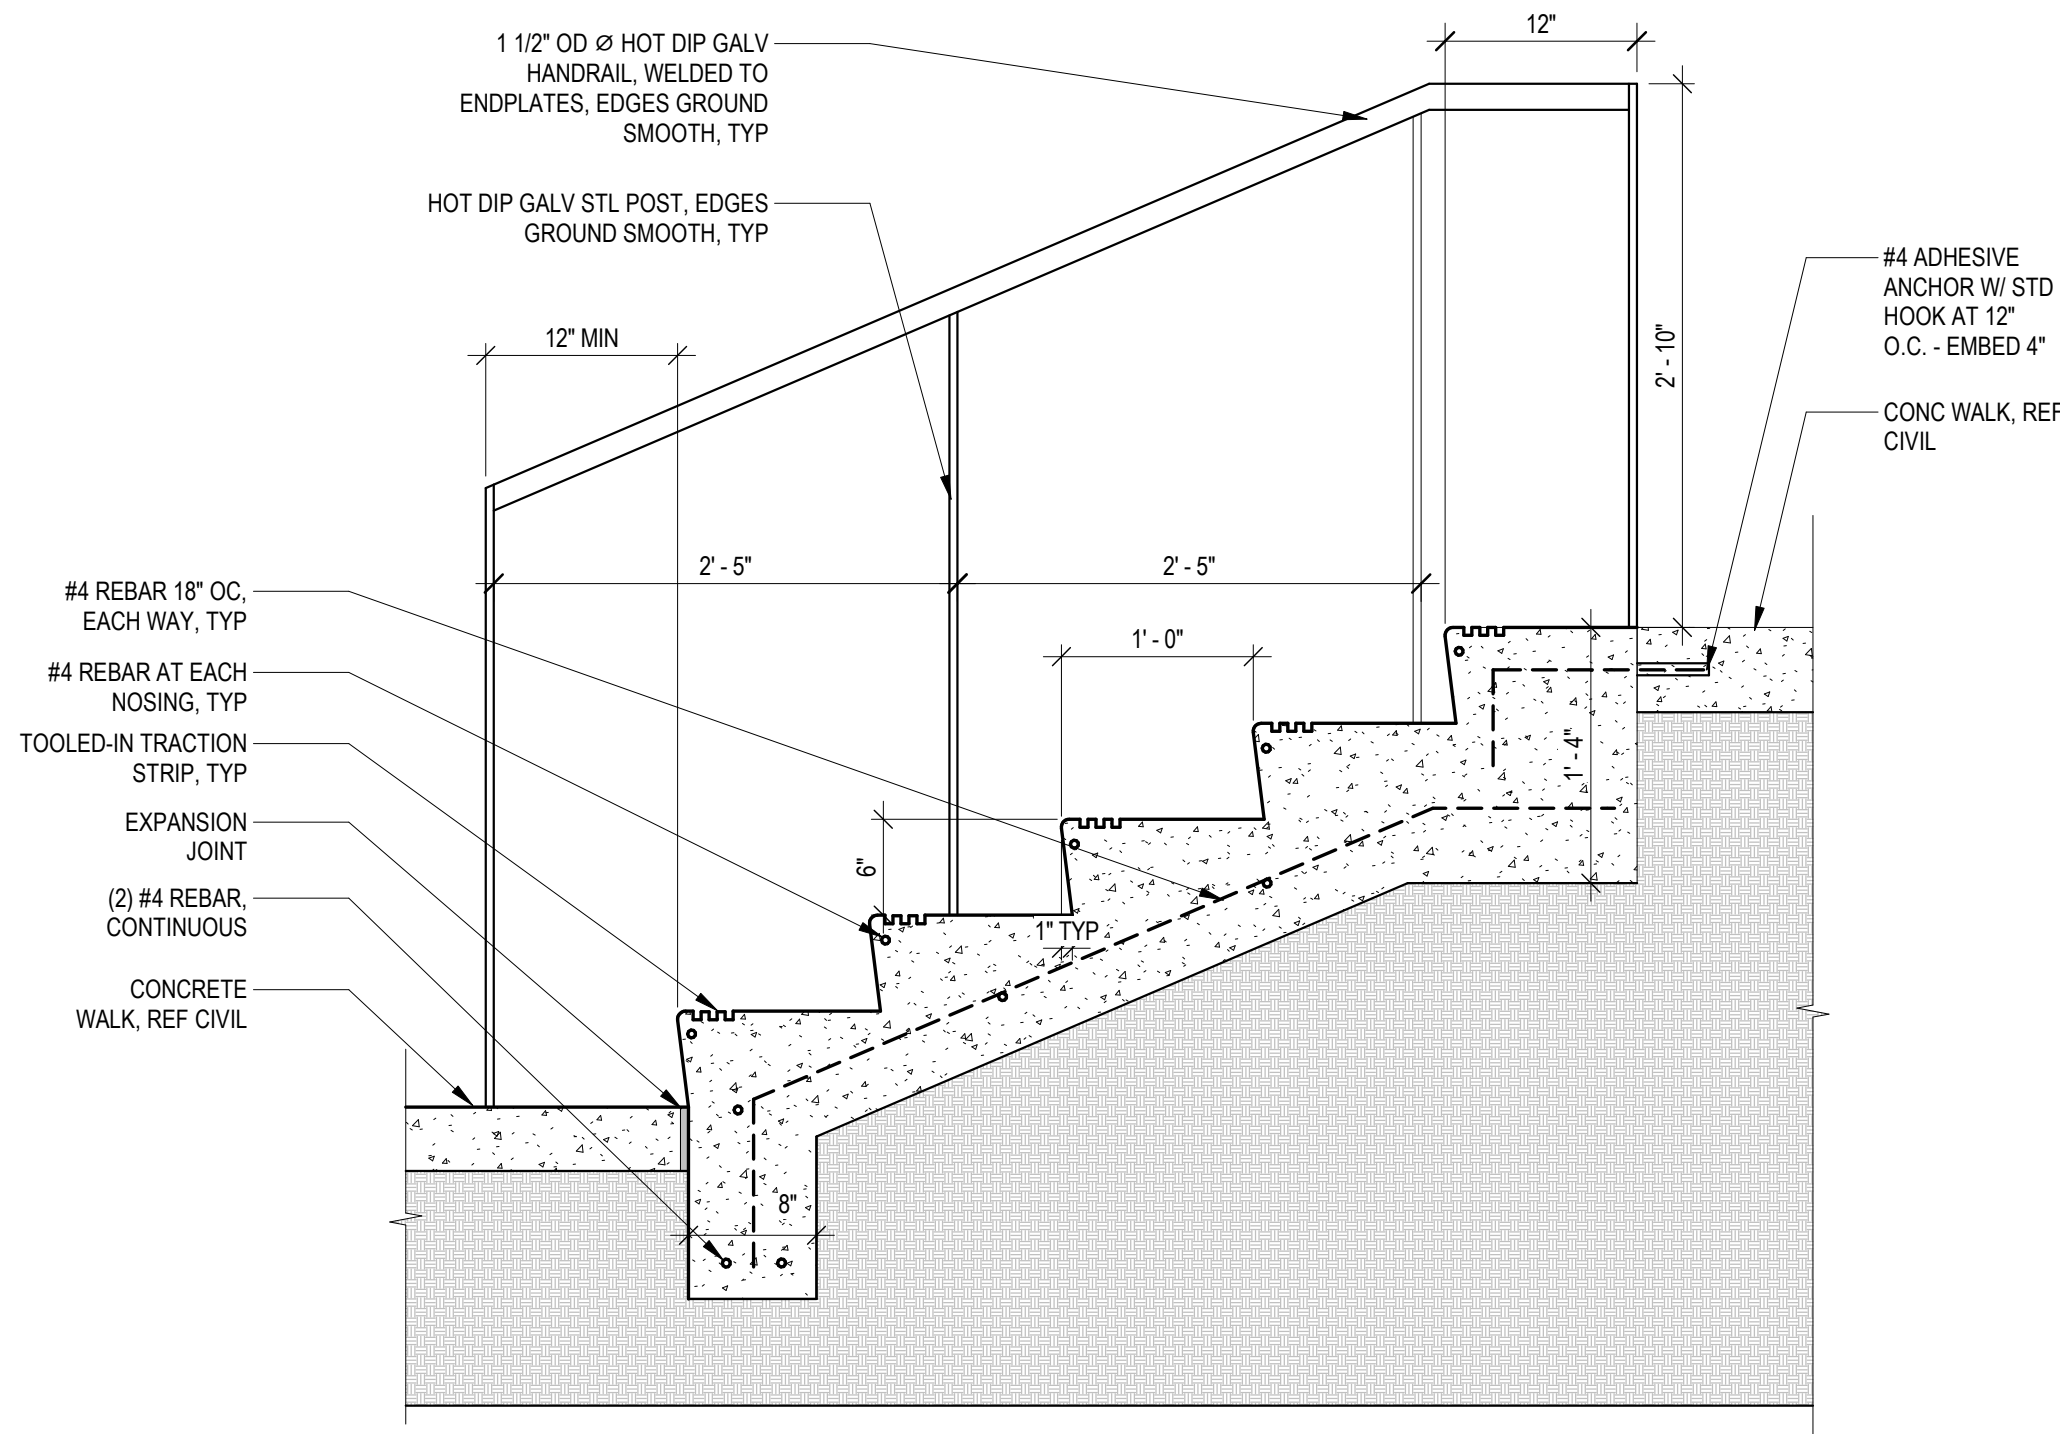 12"
1 1/2" OD ⌀ HOT DIP GALV
HANDRAIL, WELDED TO
ENDPLATES, EDGES GROUND
SMOOTH, TYP
HOT DIP GALV STL POST, EDGES
GROUND SMOOTH, TYP
#4 ADHESIVE
ANCHOR W/ STD
HOOK AT 12"
O.C. - EMBED 4"
12" MIN
2' - 10"
CONC WALK, REF
CIVIL
2' - 5"
2' - 5"
#4 REBAR 18" OC,
EACH WAY, TYP
1' - 0"
#4 REBAR AT EACH
NOSING, TYP
TOOLED-IN TRACTION
STRIP, TYP
1' - 4"
EXPANSION
JOINT
6"
(2) #4 REBAR,
CONTINUOUS
1" TYP
CONCRETE
WALK, REF CIVIL
8"